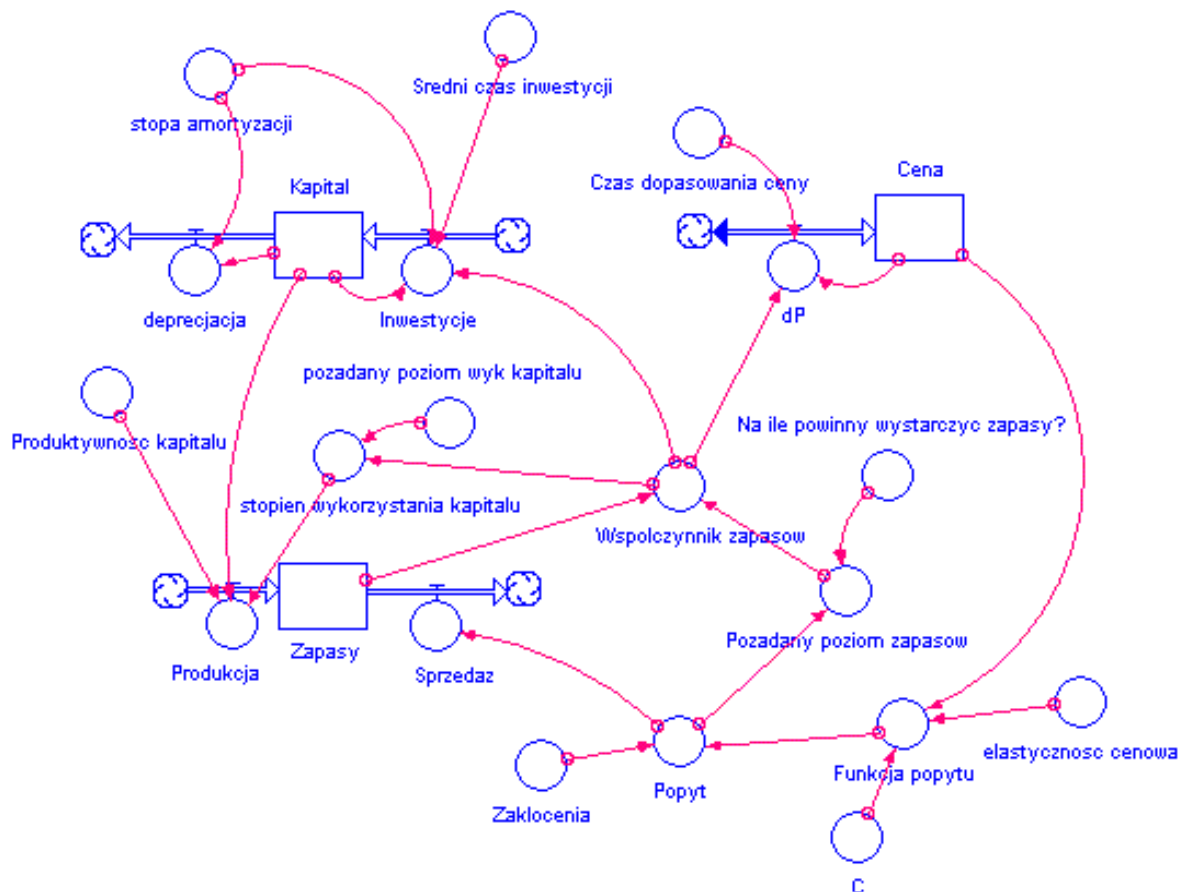 Sredni czas inwestycji
stopa amortyzacji
Czas dopasowania ceny
Cena
Kapital
deprecjacja
Inwestycje
dP
pozadany poziom wyk kapitalu
Na ile powinny wystarczyc zapasy?
Produktywnosc kapitalu
stopien wykorzystania kapitalu
Wspolczynnik zapasow
Pozadany poziom zapasow
Produkcja
Zapasy
Sprzedaz
elastycznosc cenowa
Funkcja popytu
Popyt
Zaklocenia
C